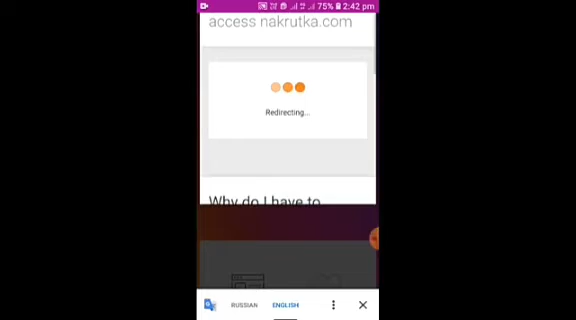 75% 2:42 pm
access nakrutka.com
Redirecting...
Why do I have to
RUSSIAN ENGLISH